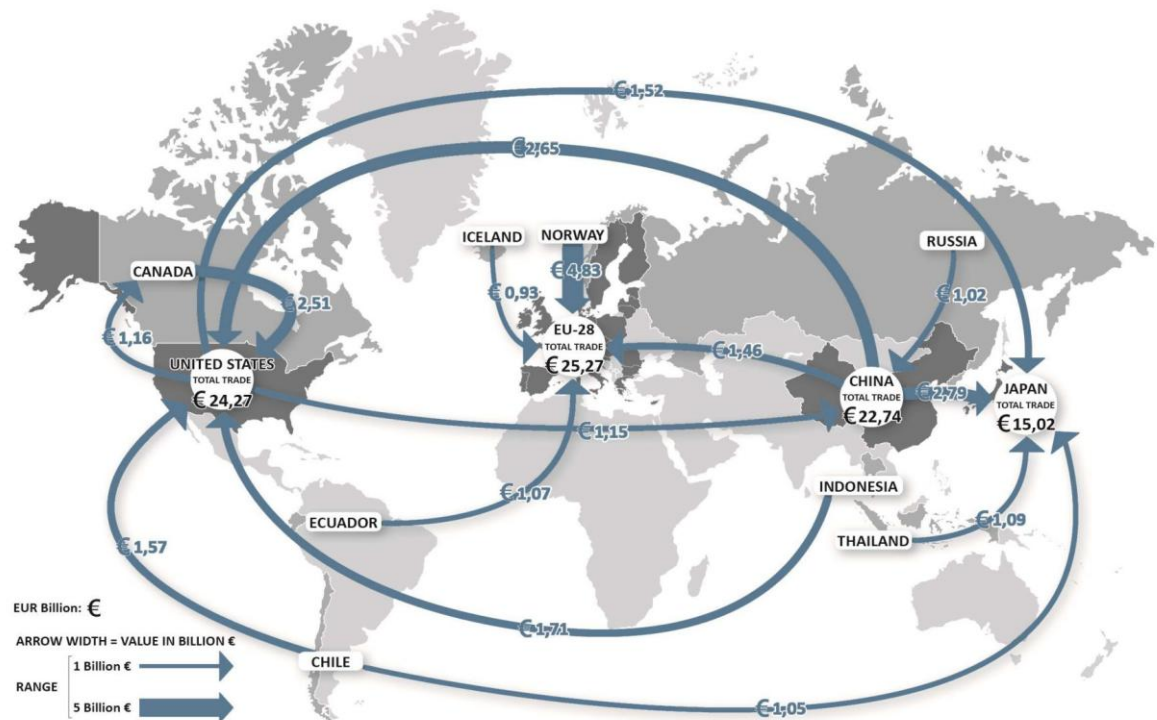 € 1,52
€ 2,65
ICELAND
NORWAY
RUSSIA
CANADA
€ 4,83
€ 0,93
€ 1,02
€ 2,51
€ 1,16
EU-28
TOTAL TRADE
€ 25,27
€ 1,46
UNITED STATES
TOTAL TRADE
€ 24,27
CHINA
TOTAL TRADE
€ 22,74
€ 2,79
JAPAN
TOTAL TRADE
€ 15,02
€ 1,15
INDONESIA
€ 1,07
ECUADOR
€ 1,09
THAILAND
€ 1,57
EUR Billion: €
€ 1,71
ARROW WIDTH = VALUE IN BILLION €
CHILE
1 Billion €
RANGE
5 Billion €
€ 1,05